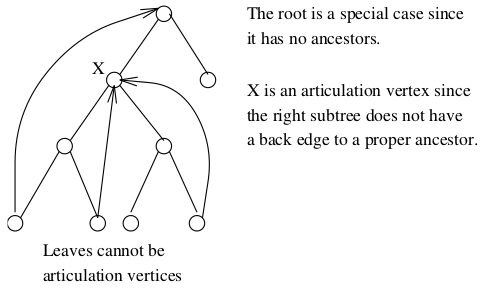 The root is a special case since
it has no ancestors.
X
X is an articulation vertex since
the right subtree does not have
a back edge to a proper ancestor.
Leaves cannot be
articulation vertices